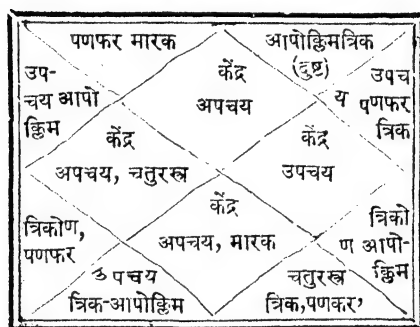 पणफर मारक
आपोक्लिमत्रिक
(दुष्ट)
उप-
चय आपो
क्लिम
केंद्र
अपचय
उपच
य पणफर
त्रिक
केंद्र
अपचय, चतुरस्त्र
केंद्र
उपचय
केंद्र
अपचय, मारक
त्रिकोण,
पणफर
त्रिको
ण आपो-
क्लिम
उपचय
त्रिक-आपोक्लिम
चतुरस्त्र
त्रिक,पणकर,